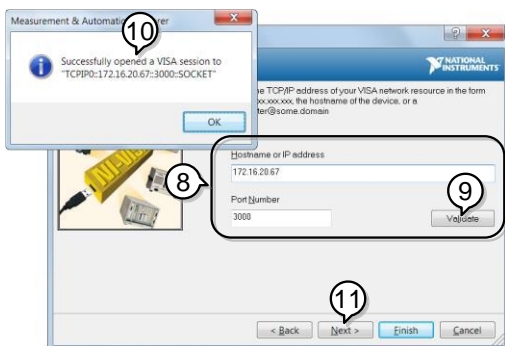 Measurement & Automation Explorer
10
Successfully opened a VISA session to
"TCPIP0::172.16.20.67::3000::SOCKET"
OK
NATIONAL
INSTRUMENTS
TCP/IP address of your VISA network resource in the form
the hostname of the device, or a
@some.domain
NI-VISA
8
Hostname or IP address
172.16.20.67
9
Port Number
3000
Validate
11
< Back
Next >
Finish
Cancel